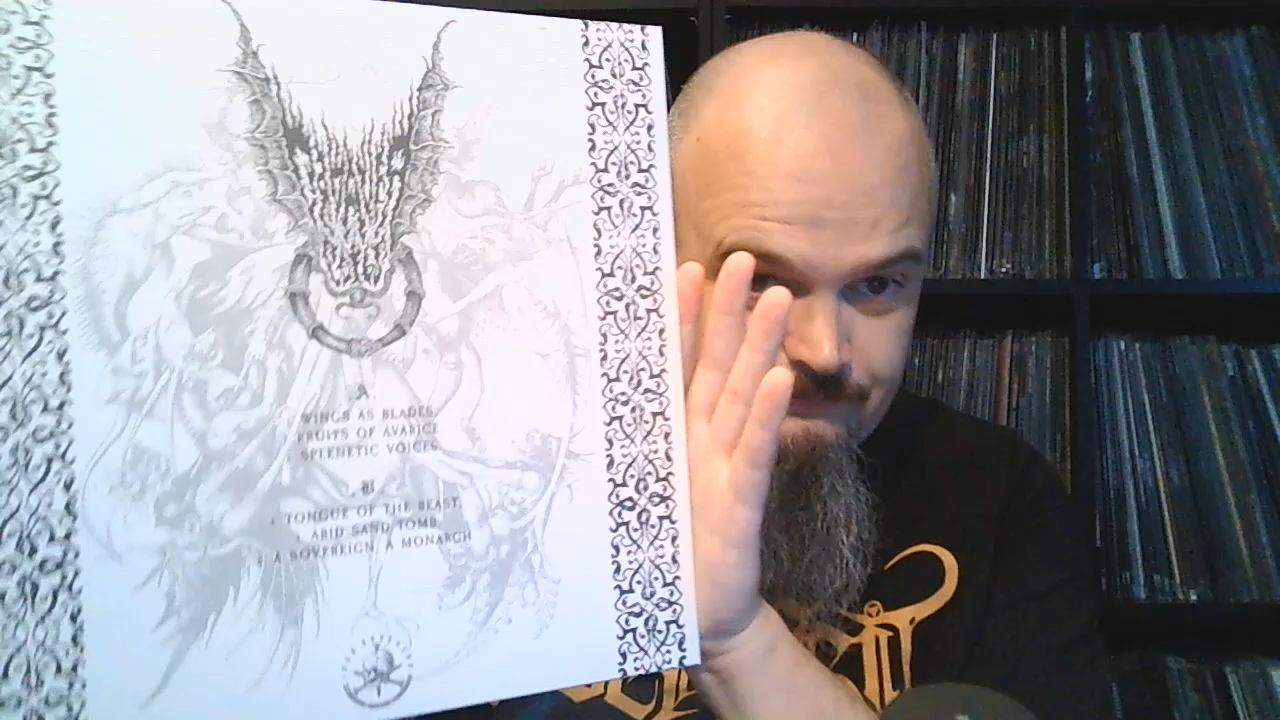 A
WINGS AS BLADES
FRUITS OF AVARICE
SPLENETIC VOICES
B
TONGUE OF THE BEAST
ARID SAND TOMB
A SOVEREIGN, A MONARCH